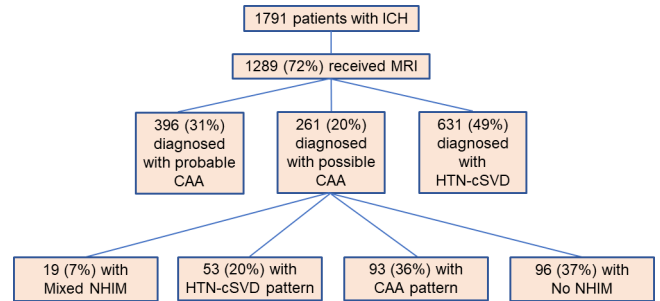 1791 patients with ICH
1289 (72%) received MRI
396 (31%)
diagnosed
with probable
CAA
261 (20%)
diagnosed
with possible
CAA
631 (49%)
diagnosed
with
HTN-cSVD
19 (7%) with
Mixed NHIM
53 (20%) with
HTN-cSVD pattern
93 (36%) with
CAA pattern
96 (37%) with
No NHIM